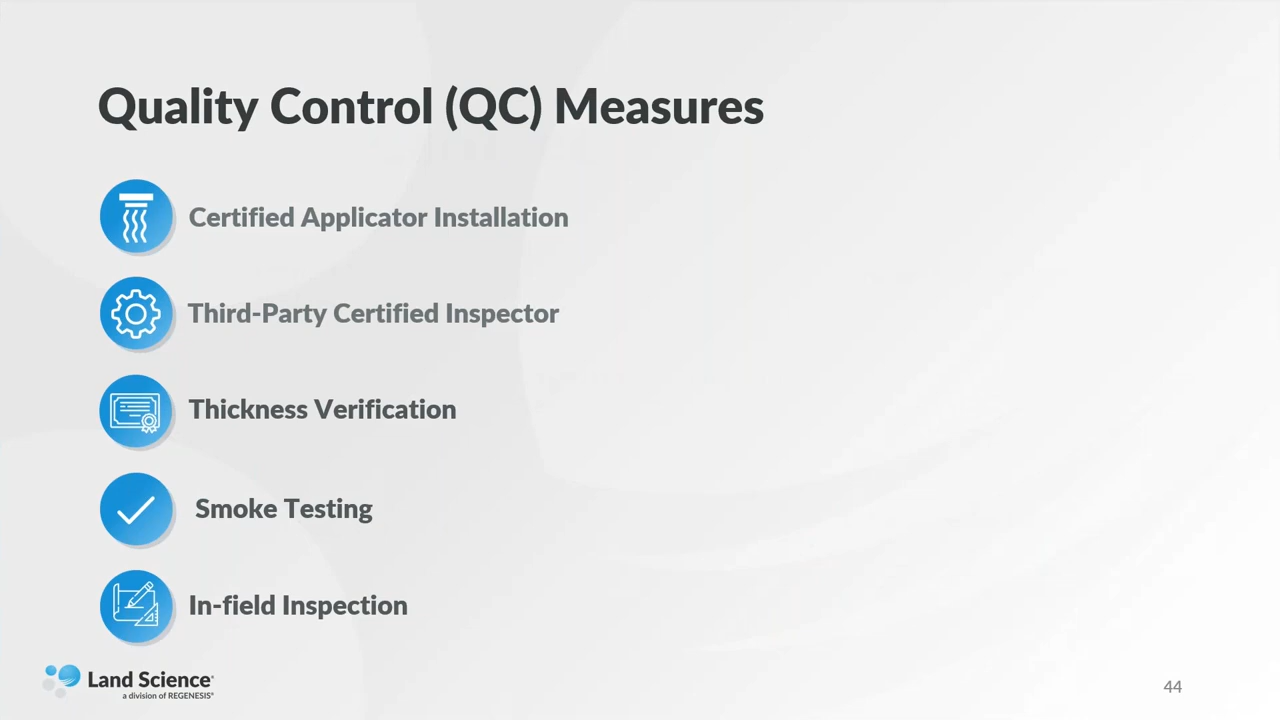 Quality Control (QC) Measures
Certified Applicator Installation
Third-Party Certified Inspector
Thickness Verification
Smoke Testing
In-field Inspection
Land Science®
a division of REGENESIS®
44